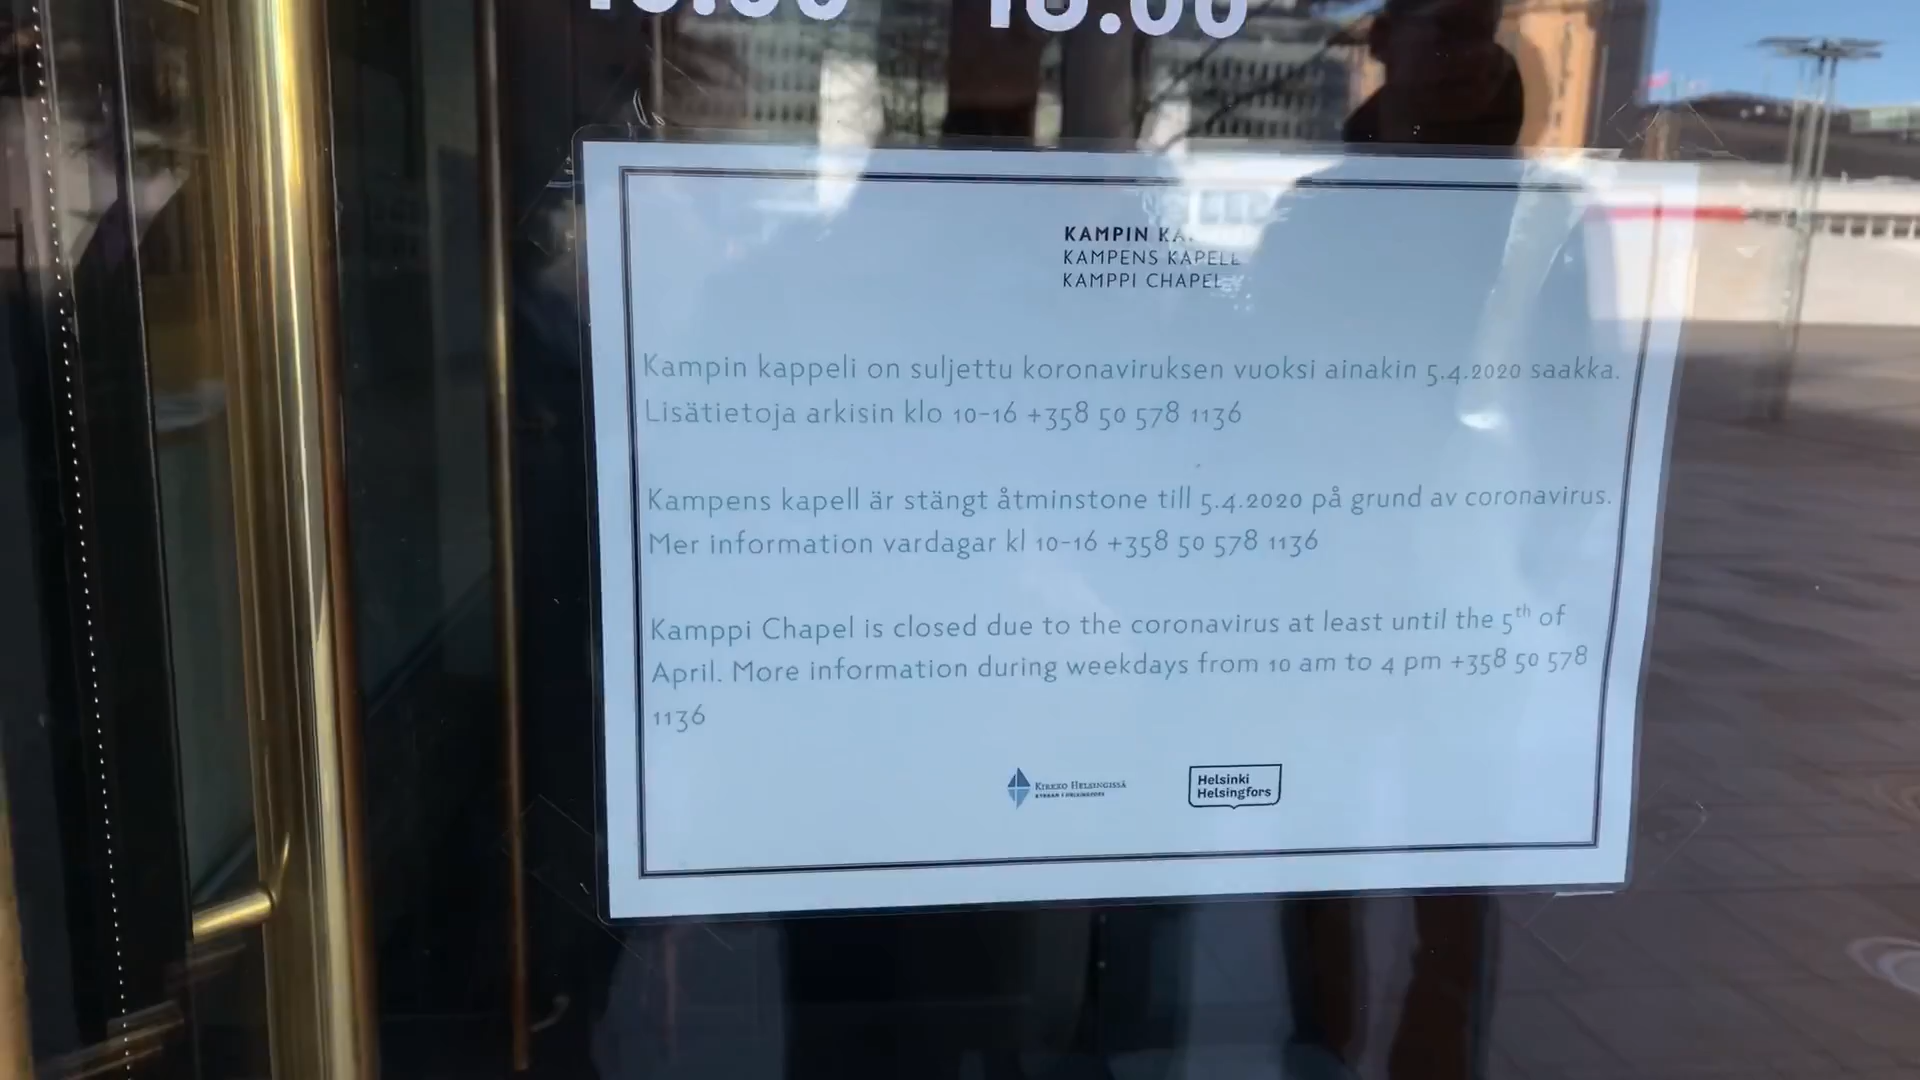 KAMPIN
KAMPENS KAPELL
KAMPPI CHAPEL
Kampin kappeli on suljettu koronaviruksen vuoksi ainakin 5.4.2020 saakka.
Lisätietoja arkisin klo 10-16 +358 50 578 1136
Kampens kapell är stängt åtminstone till 5.4.2020 på grund av coronavirus.
Mer information vardagar kl 10-16 +358 50 578 1136
Kamppi Chapel is closed due to the coronavirus at least until the 5th of
April. More information during weekdays from 10 am to 4 pm +358 50 578
1136
KIRKKO HELSINGISSÄ
KYRKAN I HELSINGFORS
Helsinki
Helsingfors